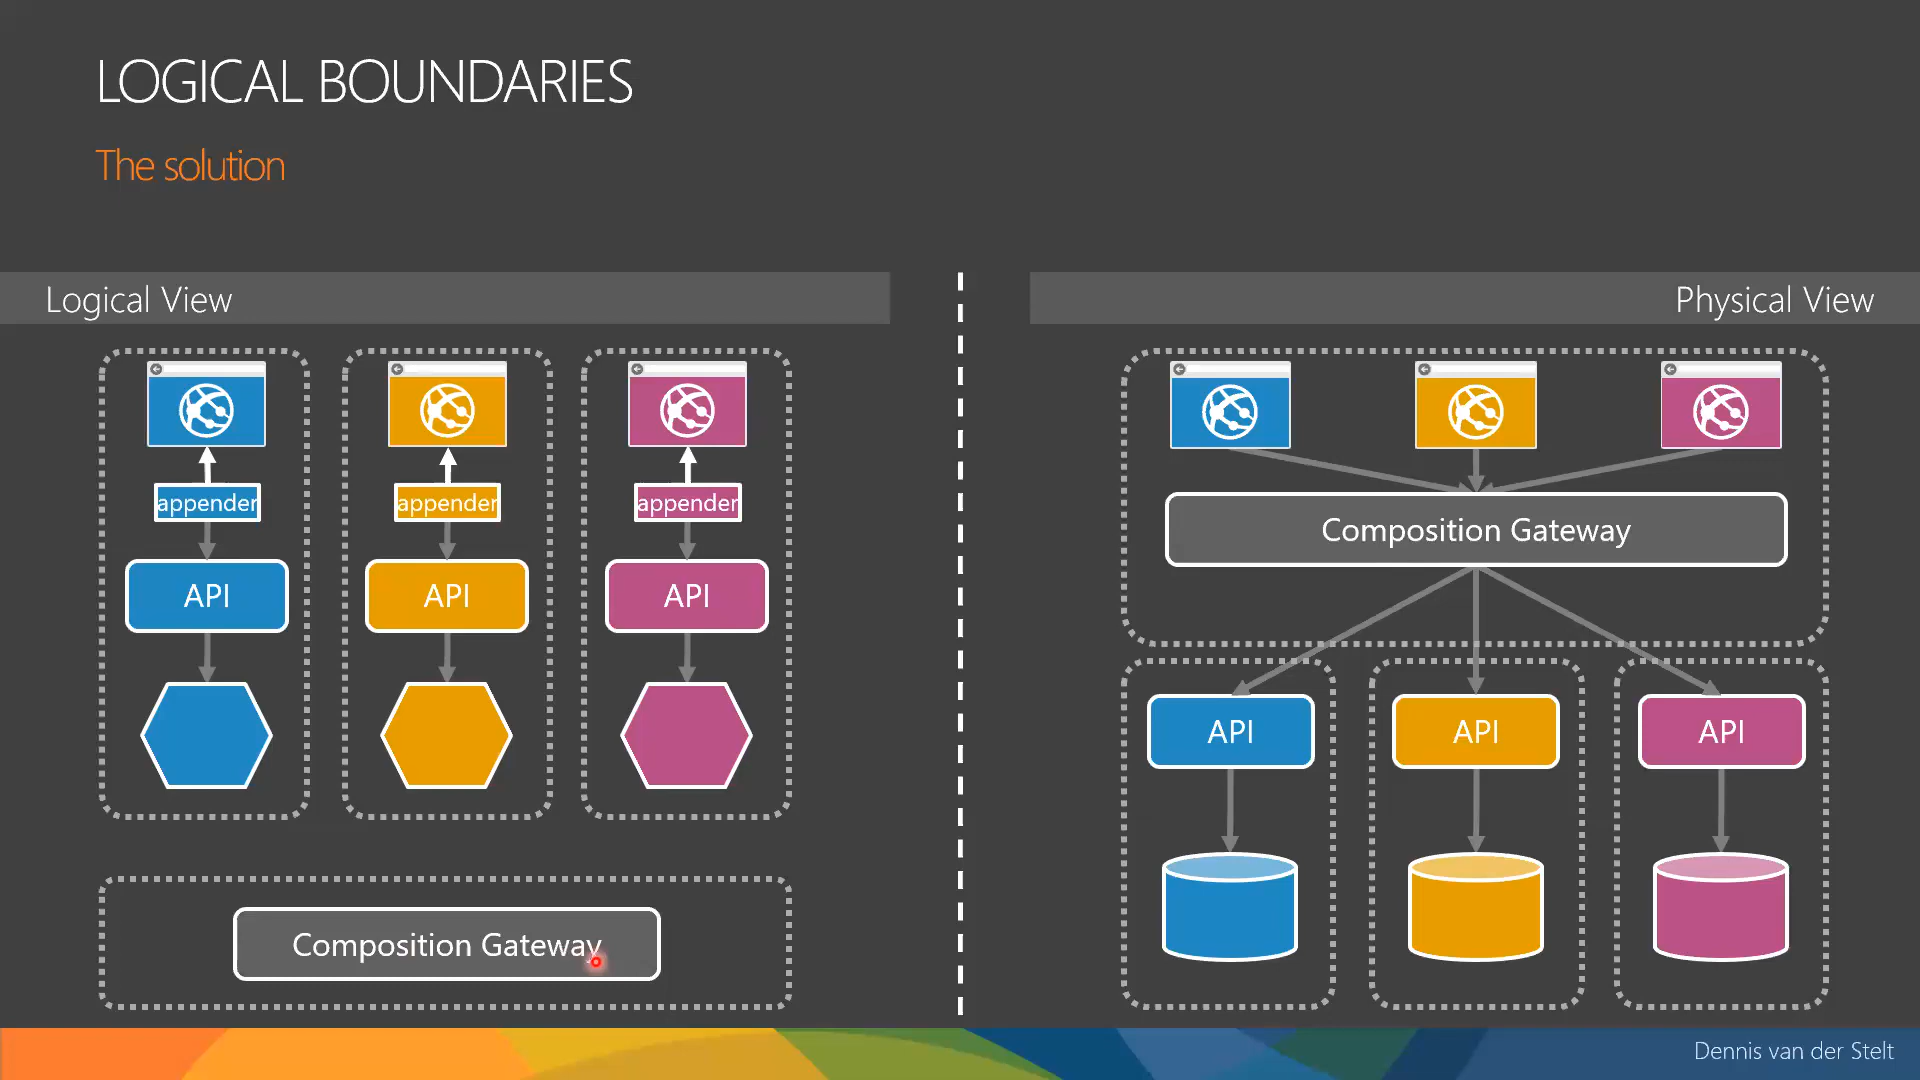 LOGICAL BOUNDARIES
The solution
Logical View
Physical View
appender
appender
appender
API
API
API
Composition Gateway
Composition Gateway
API
API
API
Dennis van der Stelt